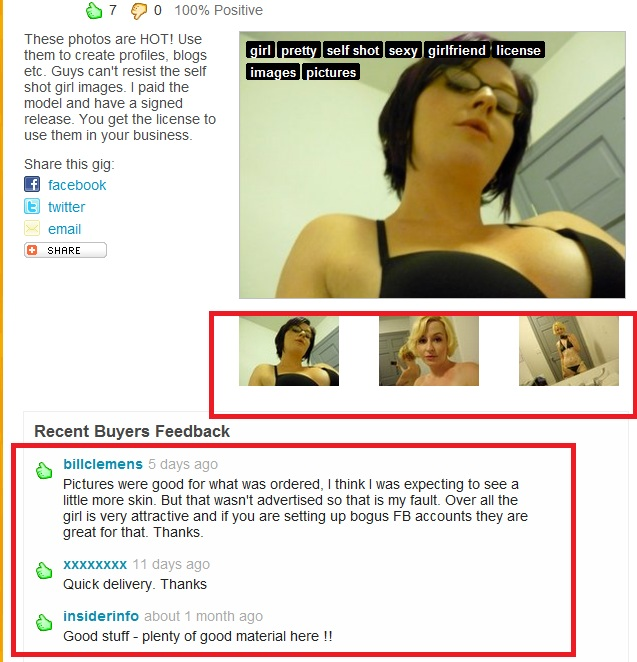 7 0 100% Positive
These photos are HOT! Use
them to create profiles, blogs
etc. Guys can't resist the self
shot girl images. I paid the
model and have a signed
release. You get the license to
use them in your business.
Share this gig:
facebook
twitter
email
SHARE
girl pretty self shot sexy girlfriend license
images pictures
Recent Buyers Feedback
billclemens 5 days ago
Pictures were good for what was ordered, I think I was expecting to see a
little more skin. But that wasn't advertised so that is my fault. Over all the
girl is very attractive and if you are setting up bogus FB accounts they are
great for that. Thanks.
xxxxxxxx 11 days ago
Quick delivery. Thanks
insiderinfo about 1 month ago
Good stuff - plenty of good material here !!